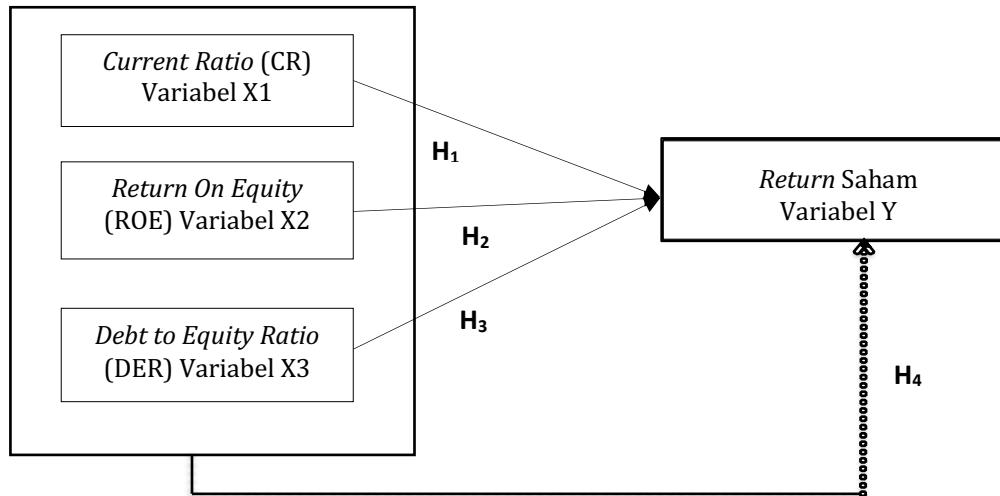 Current Ratio (CR)
Variabel X1
H₁
Return On Equity
(ROE) Variabel X2
H₂
Return Saham
Variabel Y
Debt to Equity Ratio
(DER) Variabel X3
H₃
H₄